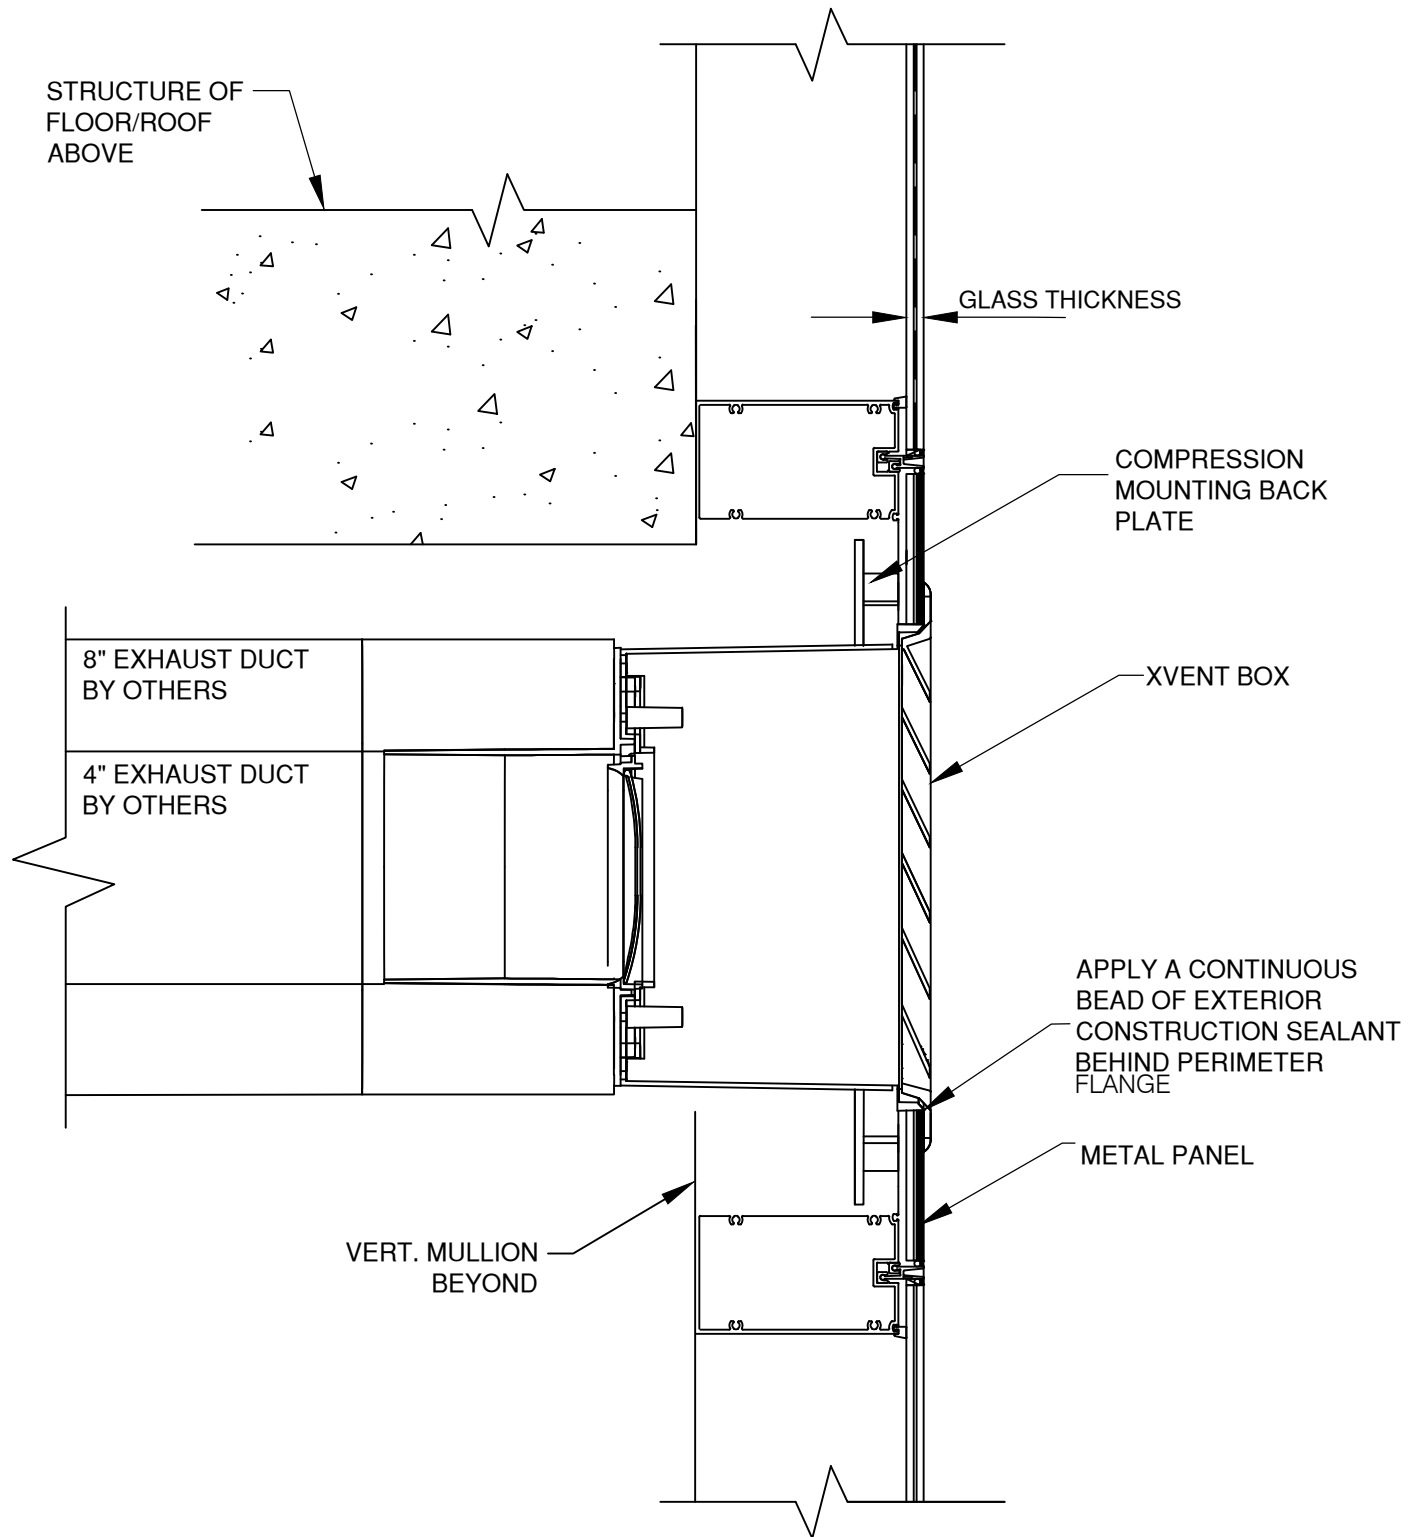 STRUCTURE OF
FLOOR/ROOF
ABOVE
GLASS THICKNESS
COMPRESSION
MOUNTING BACK
PLATE
8" EXHAUST DUCT
BY OTHERS
XVENT BOX
4" EXHAUST DUCT
BY OTHERS
APPLY A CONTINUOUS
BEAD OF EXTERIOR
CONSTRUCTION SEALANT
BEHIND PERIMETER
FLANGE
METAL PANEL
VERT. MULLION
BEYOND